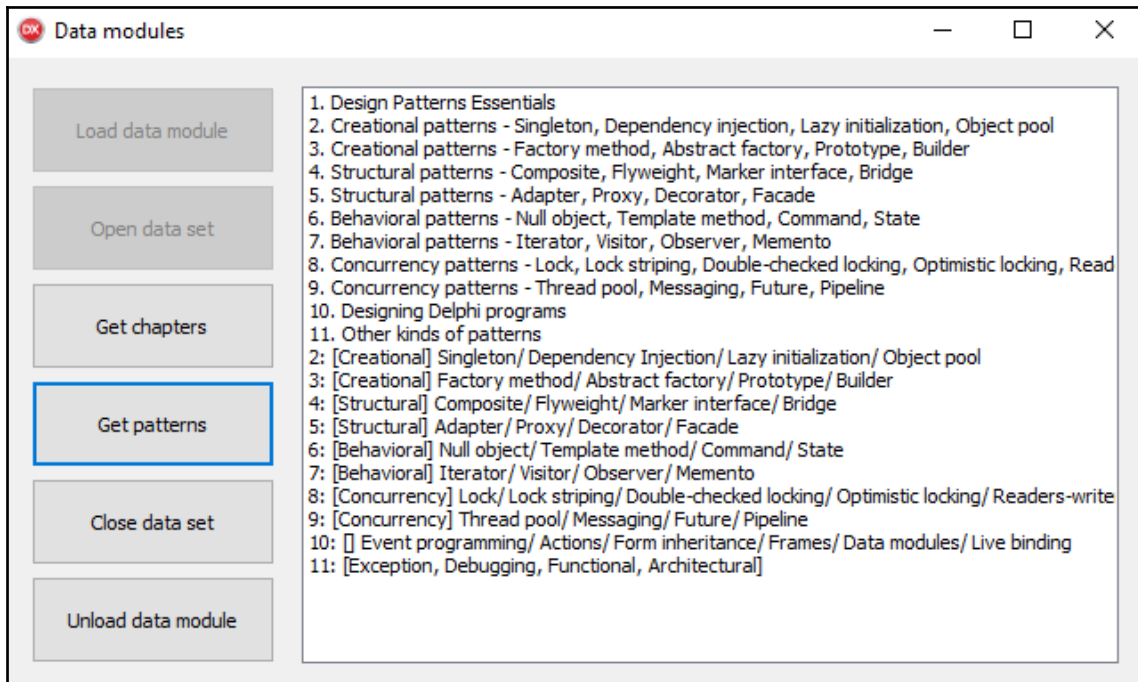 DX Data modules
Load data module
Open data set
Get chapters
Get patterns
Close data set
Unload data module
1. Design Patterns Essentials
2. Creational patterns - Singleton, Dependency injection, Lazy initialization, Object pool
3. Creational patterns - Factory method, Abstract factory, Prototype, Builder
4. Structural patterns - Composite, Flyweight, Marker interface, Bridge
5. Structural patterns - Adapter, Proxy, Decorator, Facade
6. Behavioral patterns - Null object, Template method, Command, State
7. Behavioral patterns - Iterator, Visitor, Observer, Memento
8. Concurrency patterns - Lock, Lock striping, Double-checked locking, Optimistic locking, Read
9. Concurrency patterns - Thread pool, Messaging, Future, Pipeline
10. Designing Delphi programs
11. Other kinds of patterns
2: [Creational] Singleton/ Dependency Injection/ Lazy initialization/ Object pool
3: [Creational] Factory method/ Abstract factory/ Prototype/ Builder
4: [Structural] Composite/ Flyweight/ Marker interface/ Bridge
5: [Structural] Adapter/ Proxy/ Decorator/ Facade
6: [Behavioral] Null object/ Template method/ Command/ State
7: [Behavioral] Iterator/ Visitor/ Observer/ Memento
8: [Concurrency] Lock/ Lock striping/ Double-checked locking/ Optimistic locking/ Readers-write
9: [Concurrency] Thread pool/ Messaging/ Future/ Pipeline
10: [] Event programming/ Actions/ Form inheritance/ Frames/ Data modules/ Live binding
11: [Exception, Debugging, Functional, Architectural]